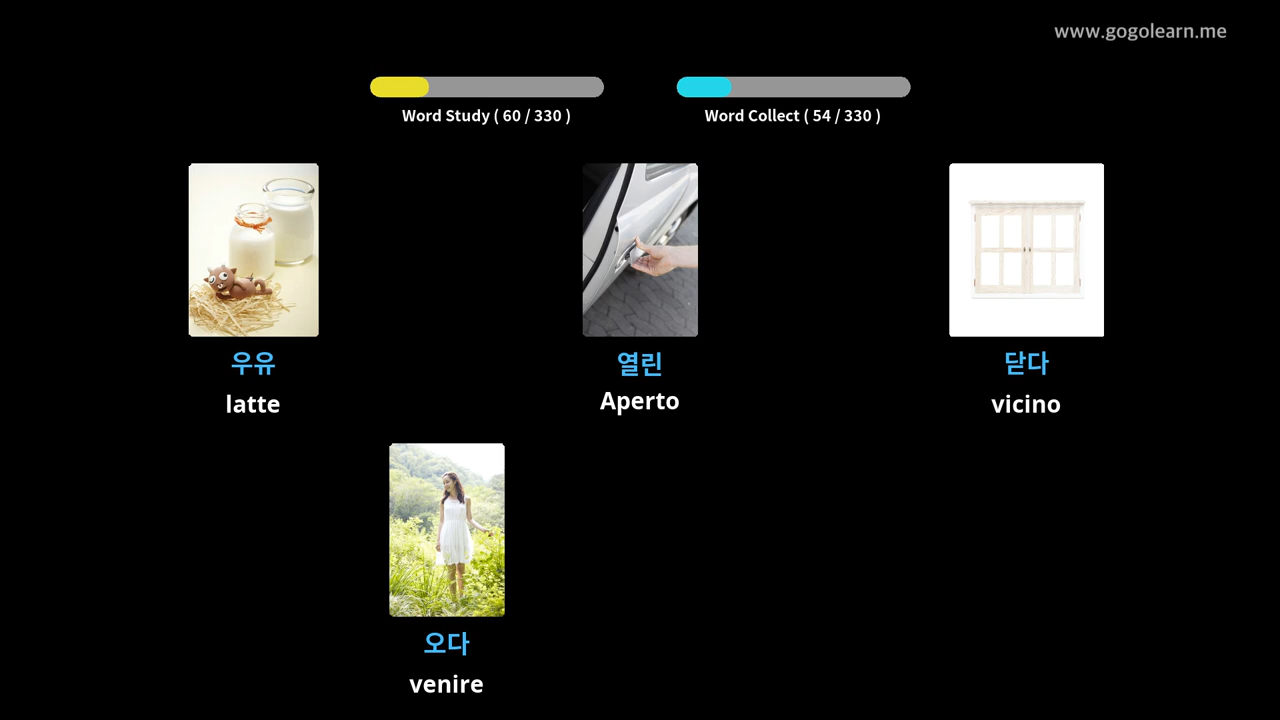 www.gogolearn.me
Word Study ( 60 / 330 )
Word Collect ( 54 / 330 )
우유
latte
열린
Aperto
닫다
vicino
오다
venire